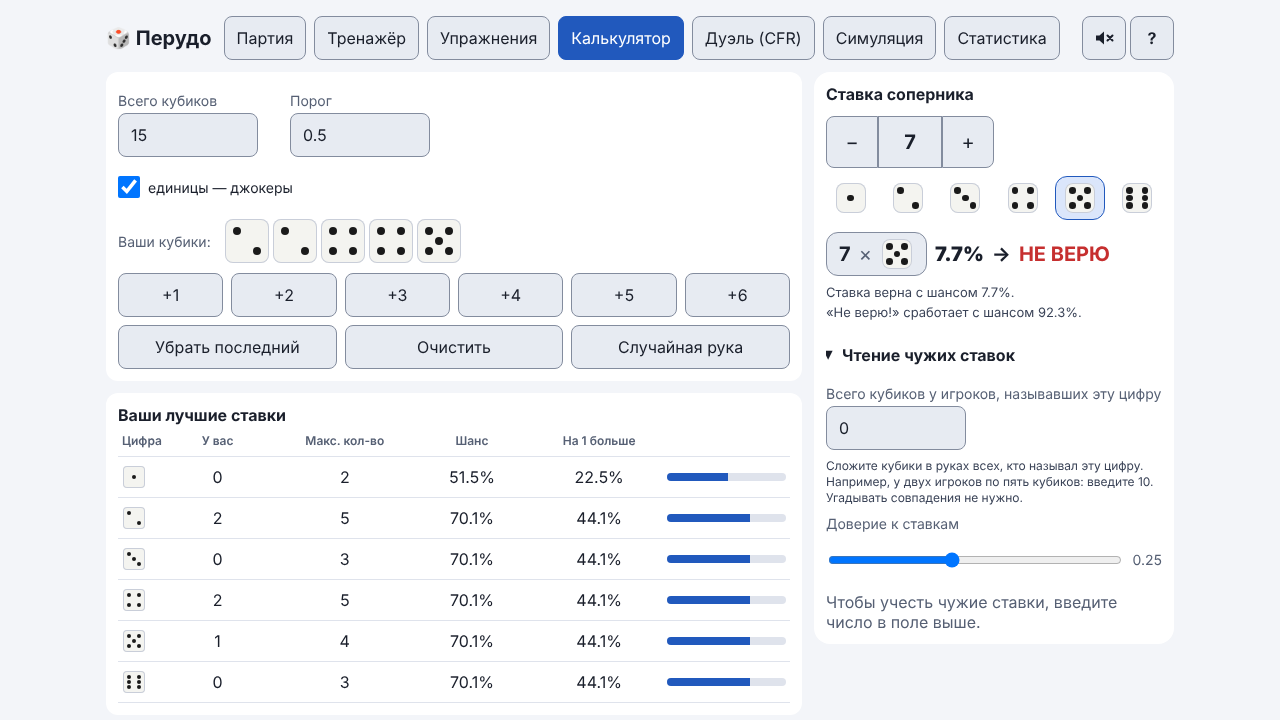 🎲 Перудо Партия Тренажёр Упражнения Калькулятор Дуэль (CFR) Симуляция Статистика ?
Всего кубиков Порог
15 0.5
единицы — джокеры
Ваши кубики:
+1 +2 +3 +4 +5 +6
Убрать последний Очистить Случайная рука
Ваши лучшие ставки
Цифра У вас Макс. кол-во Шанс На 1 больше
0 2 51.5% 22.5%
2 5 70.1% 44.1%
0 3 70.1% 44.1%
2 5 70.1% 44.1%
1 4 70.1% 44.1%
0 3 70.1% 44.1%
Ставка соперника
− 7 +
7 × 7.7% → НЕ ВЕРЮ
Ставка верна с шансом 7.7%.
«Не верю!» сработает с шансом 92.3%.
Чтение чужих ставок
Всего кубиков у игроков, называвших эту цифру
0
Сложите кубики в руках всех, кто называл эту цифру.
Например, у двух игроков по пять кубиков: введите 10.
Угадывать совпадения не нужно.
Доверие к ставкам
0.25
Чтобы учесть чужие ставки, введите
число в поле выше.